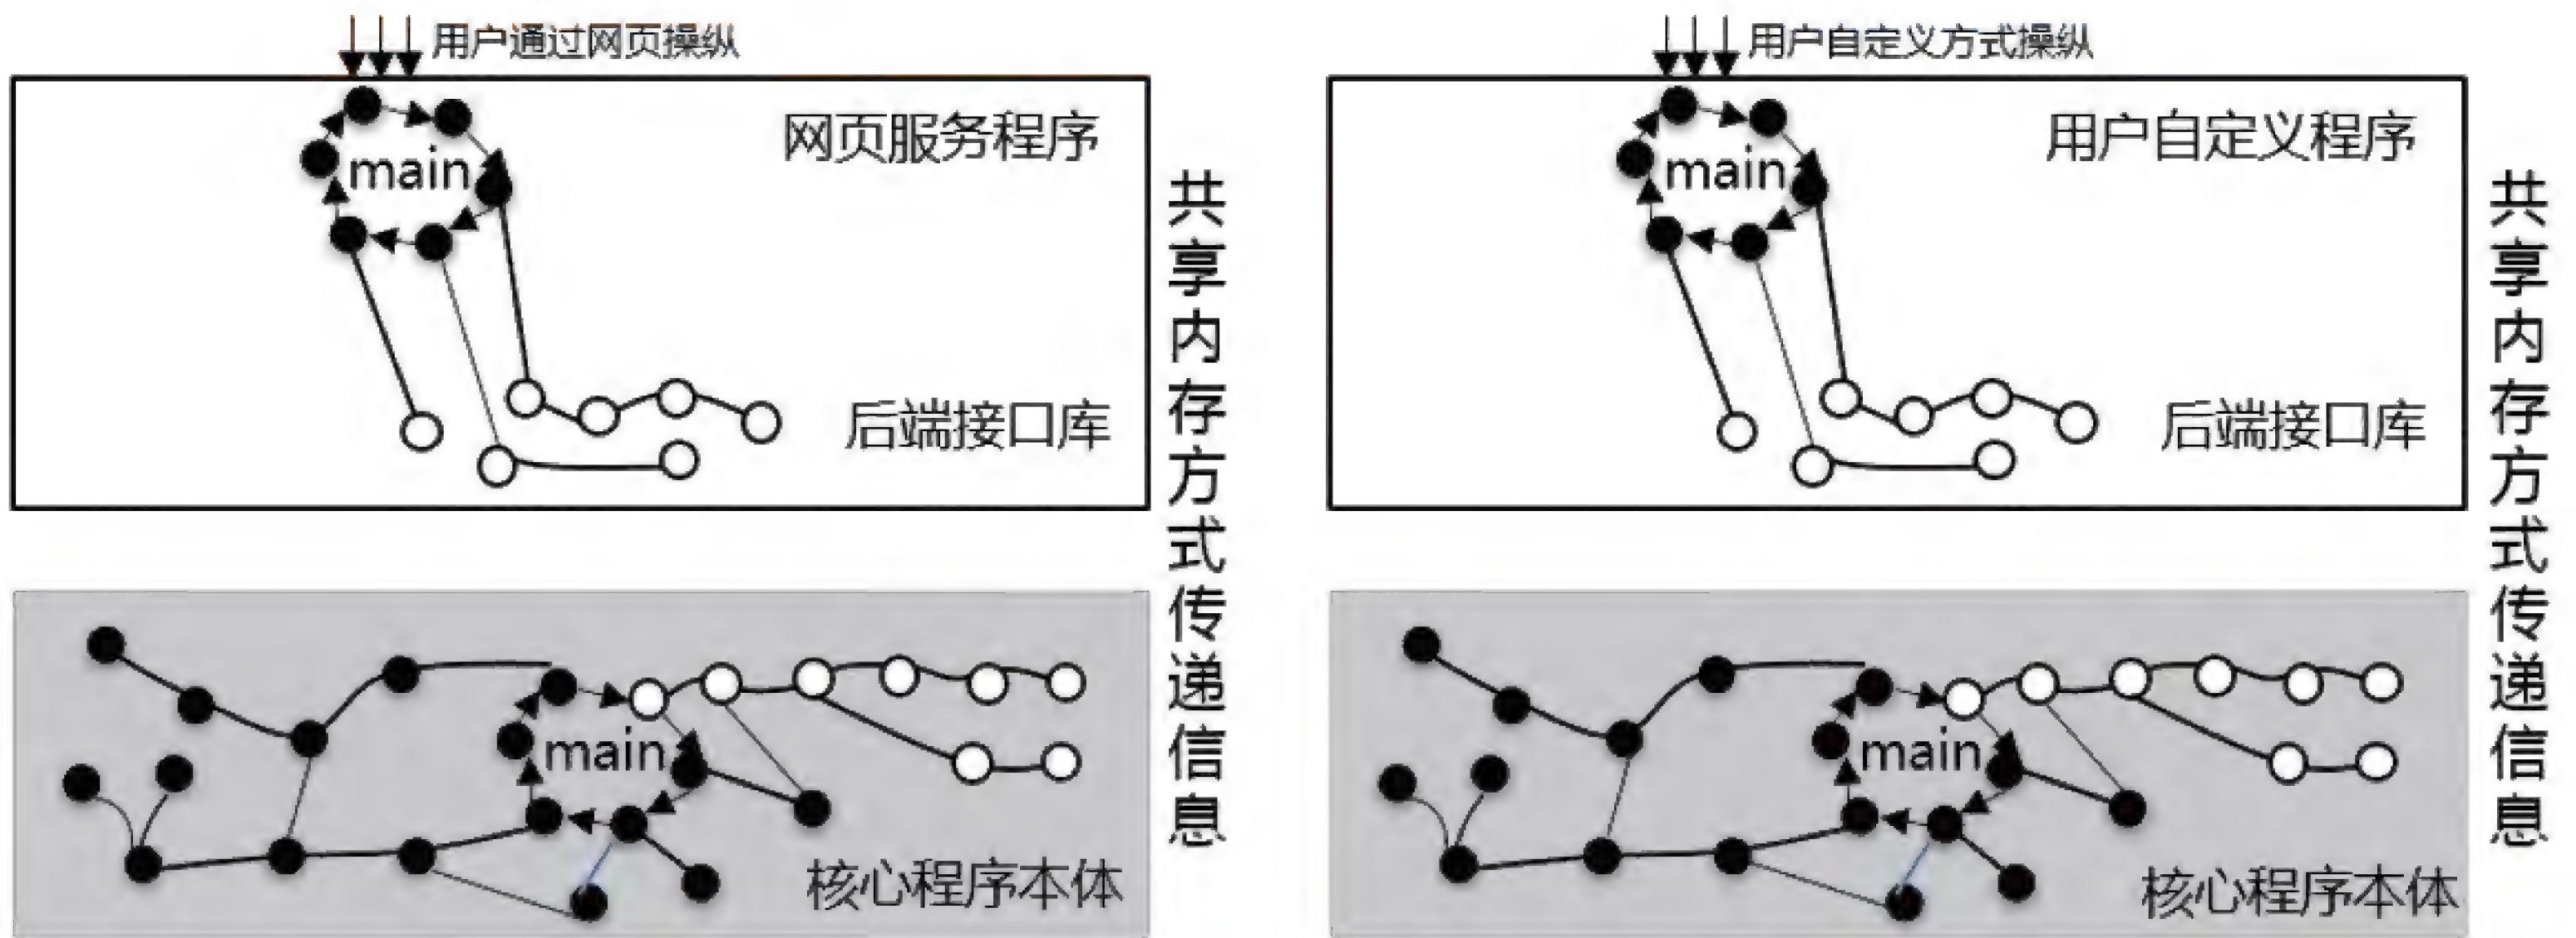 用户通过网页操纵
网页服务程序
main
后端接口库
共享内存方式传递信息
main
核心程序本体
用户自定义方式操纵
用户自定义程序
main
后端接口库
共享内存方式传递信息
main
核心程序本体